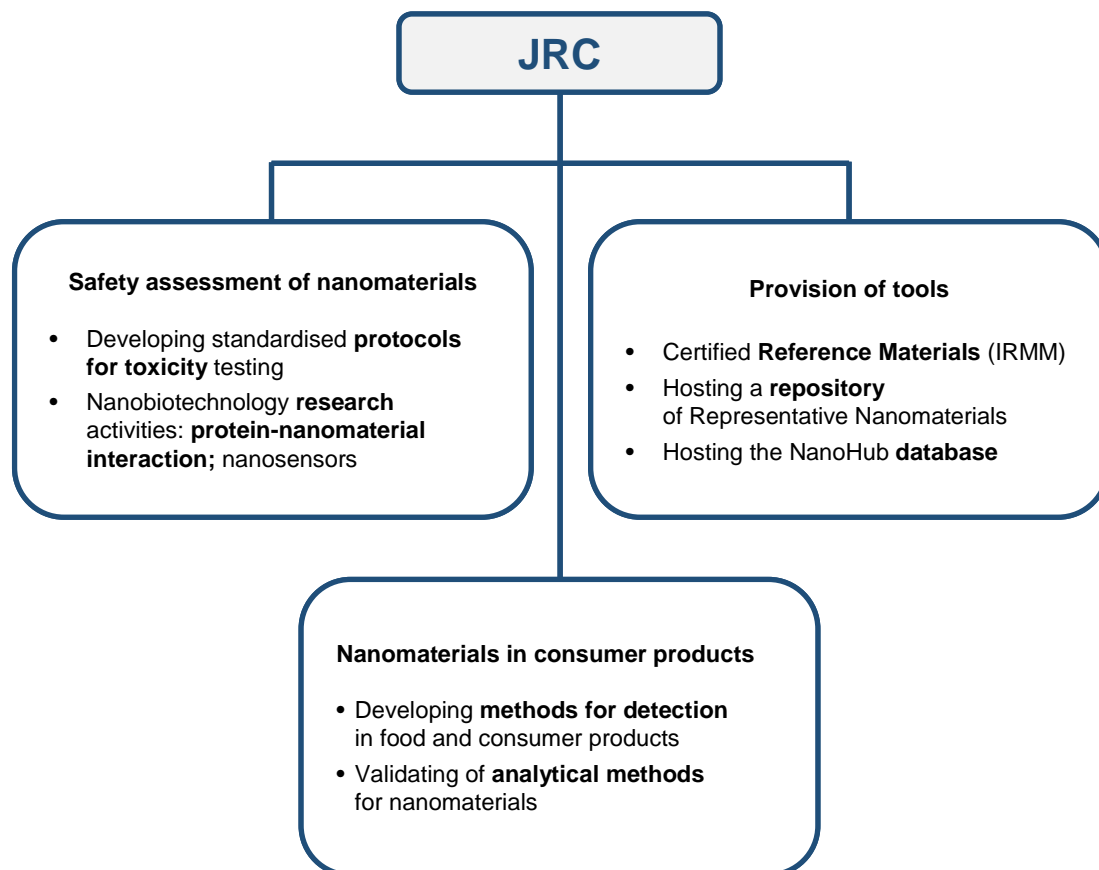 JRC
Safety assessment of nanomaterials
• Developing standardised protocols
for toxicity testing
• Nanobiotechnology research
activities: protein-nanomaterial
interaction; nanosensors
Provision of tools
• Certified Reference Materials (IRMM)
• Hosting a repository
of Representative Nanomaterials
• Hosting the NanoHub database
Nanomaterials in consumer products
• Developing methods for detection
in food and consumer products
• Validating of analytical methods
for nanomaterials